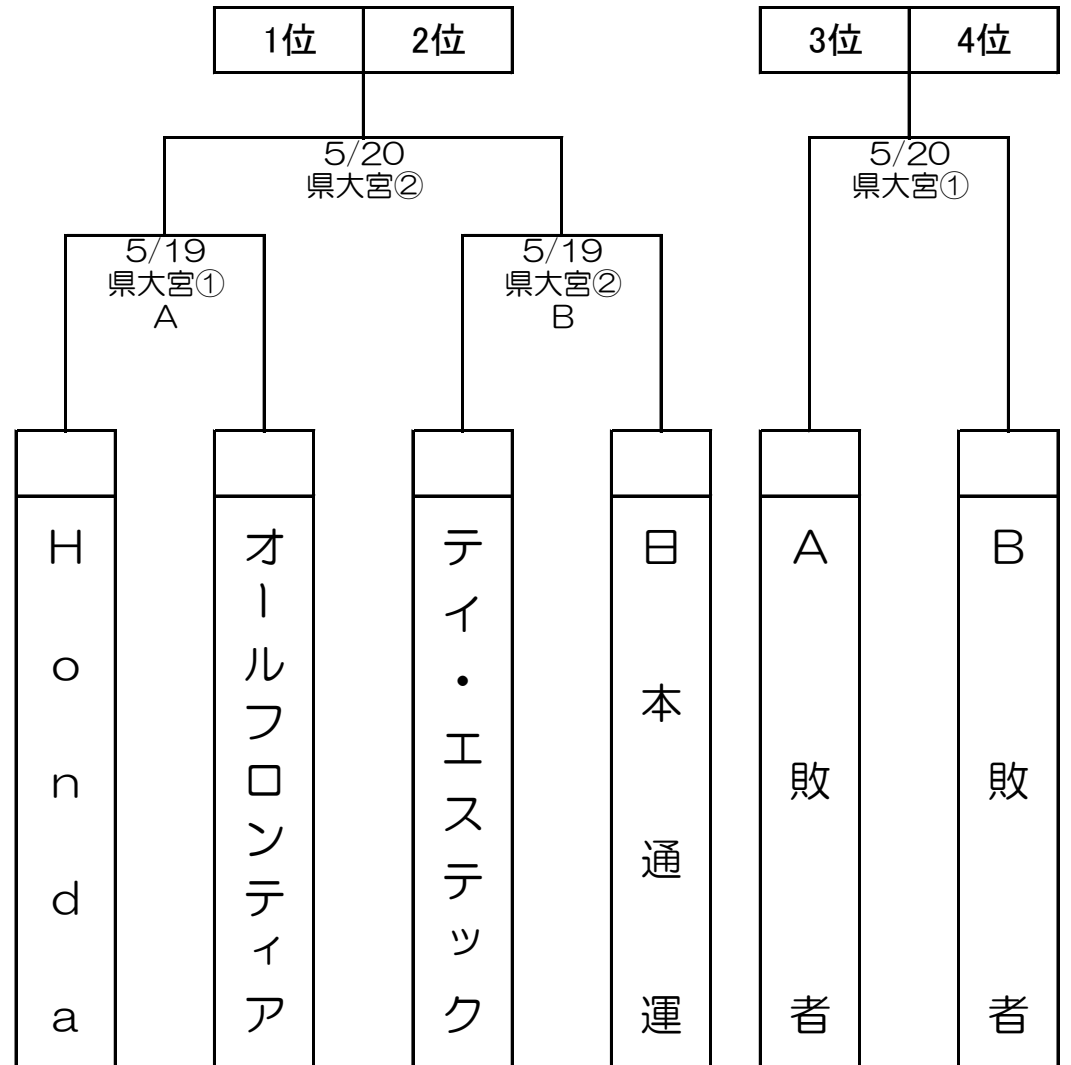 1位 2位
3位 4位
5/20
県大宮②
5/20
県大宮①
5/19
県大宮①
A
5/19
県大宮②
B
Honda
オールフロンティア
テイ・エステック
日本通運
A敗者
B敗者